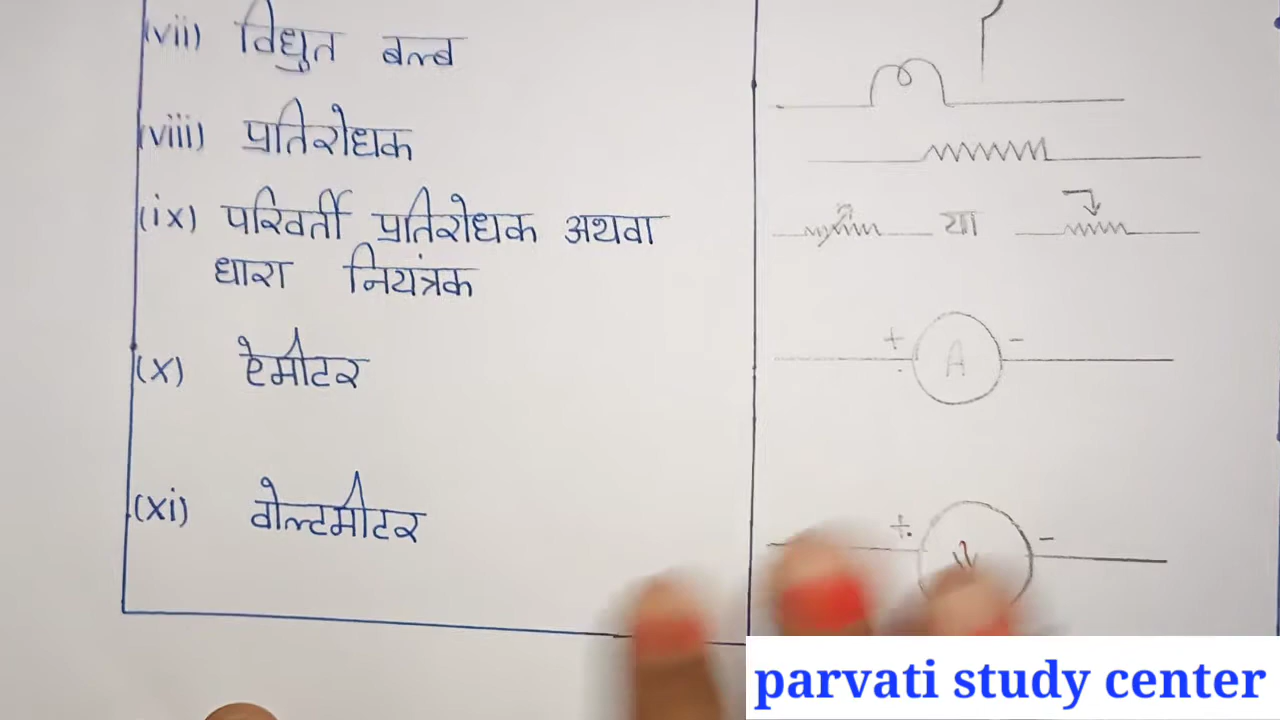 (vii) विद्युत बल्ब
(viii) प्रतिरोधक
(ix) परिवर्ती प्रतिरोधक अथवा
धारा नियंत्रक
या
(x) ऐमीटर
+ A -
(xi) वोल्टमीटर
+ -
parvati study center